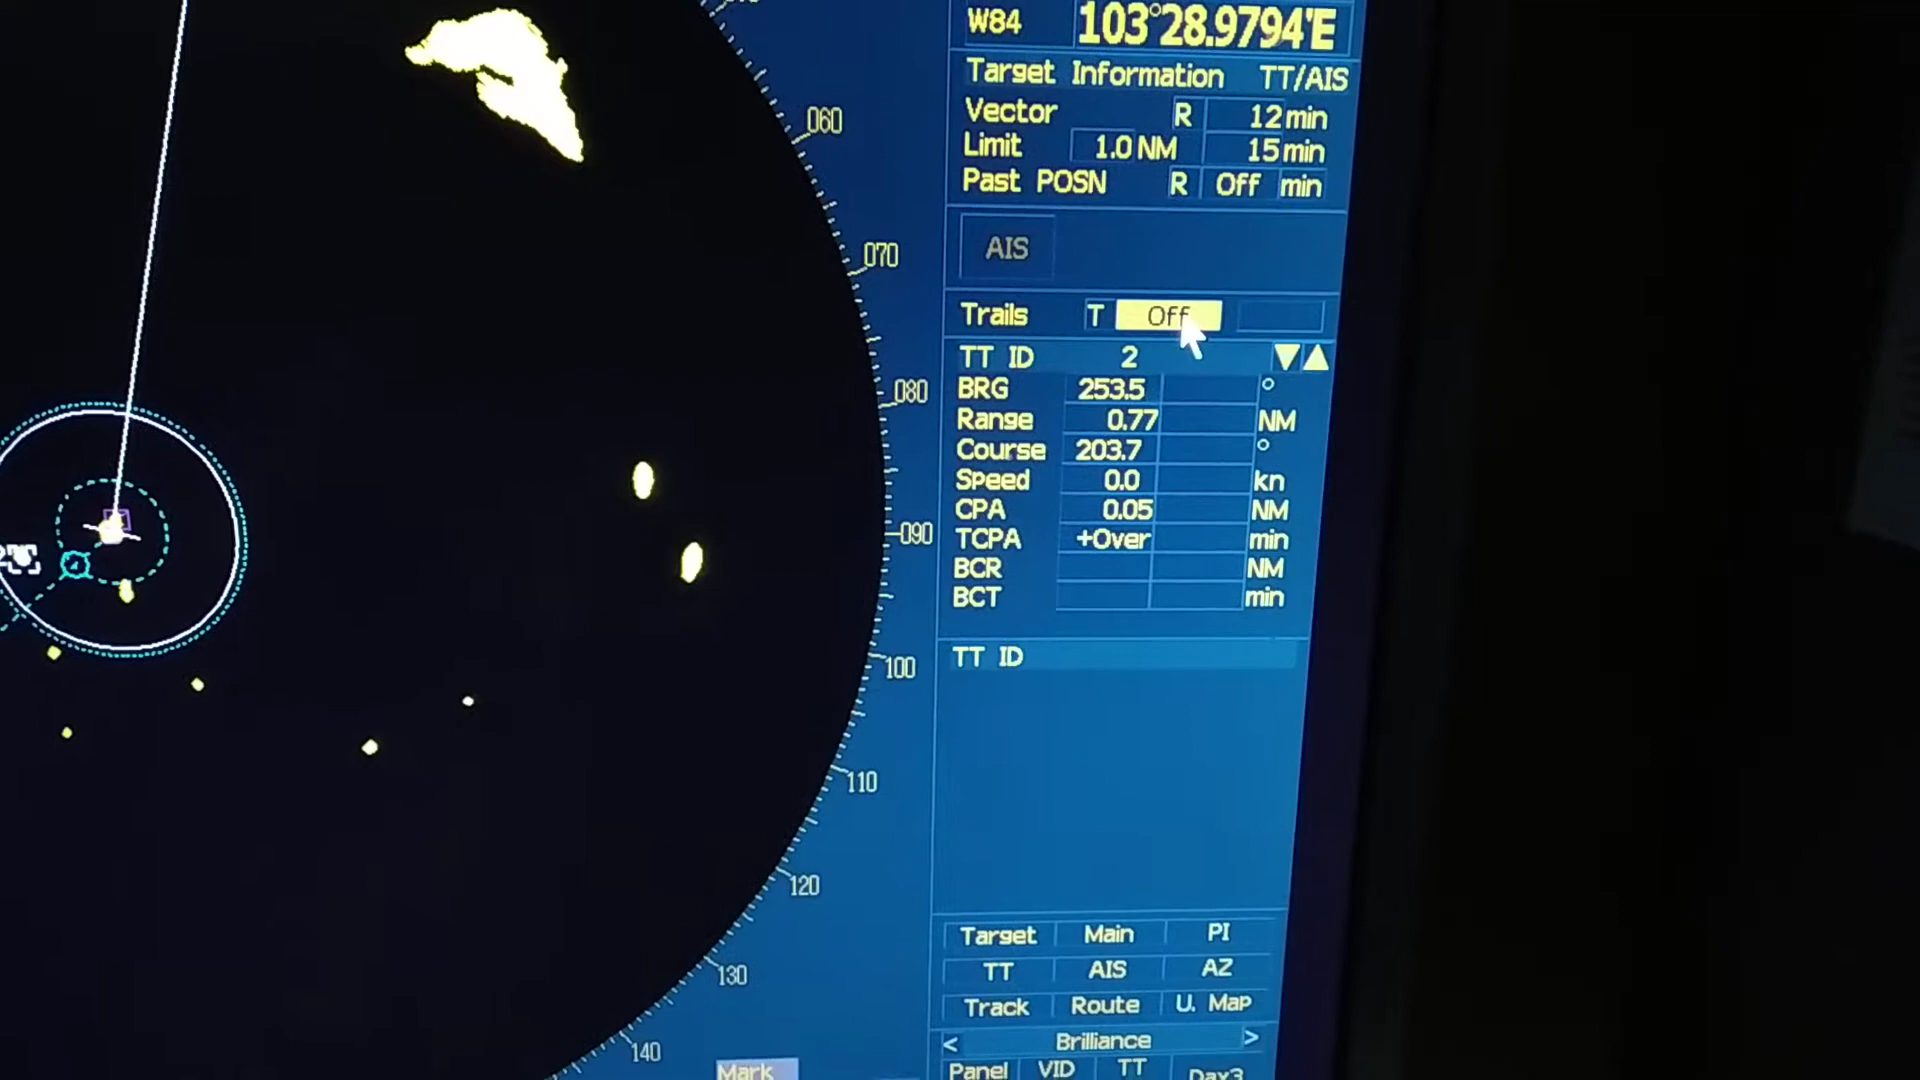 W84 103°28.9794'E
Target Information TT/AIS
Vector R 12 min
Limit 1.0 NM 15 min
Past POSN R Off min
AIS
Trails T Off
TT ID 2
BRG 253.5 °
Range 0.77 NM
Course 203.7 °
Speed 0.0 kn
CPA 0.05 NM
TCPA +Over min
BCR NM
BCT min
TT ID
Target Main PI
TT AIS AZ
Track Route U. Map
< Brilliance >
Panel VID TT Day3
060
070
080
090
100
110
120
130
140
Mark
2